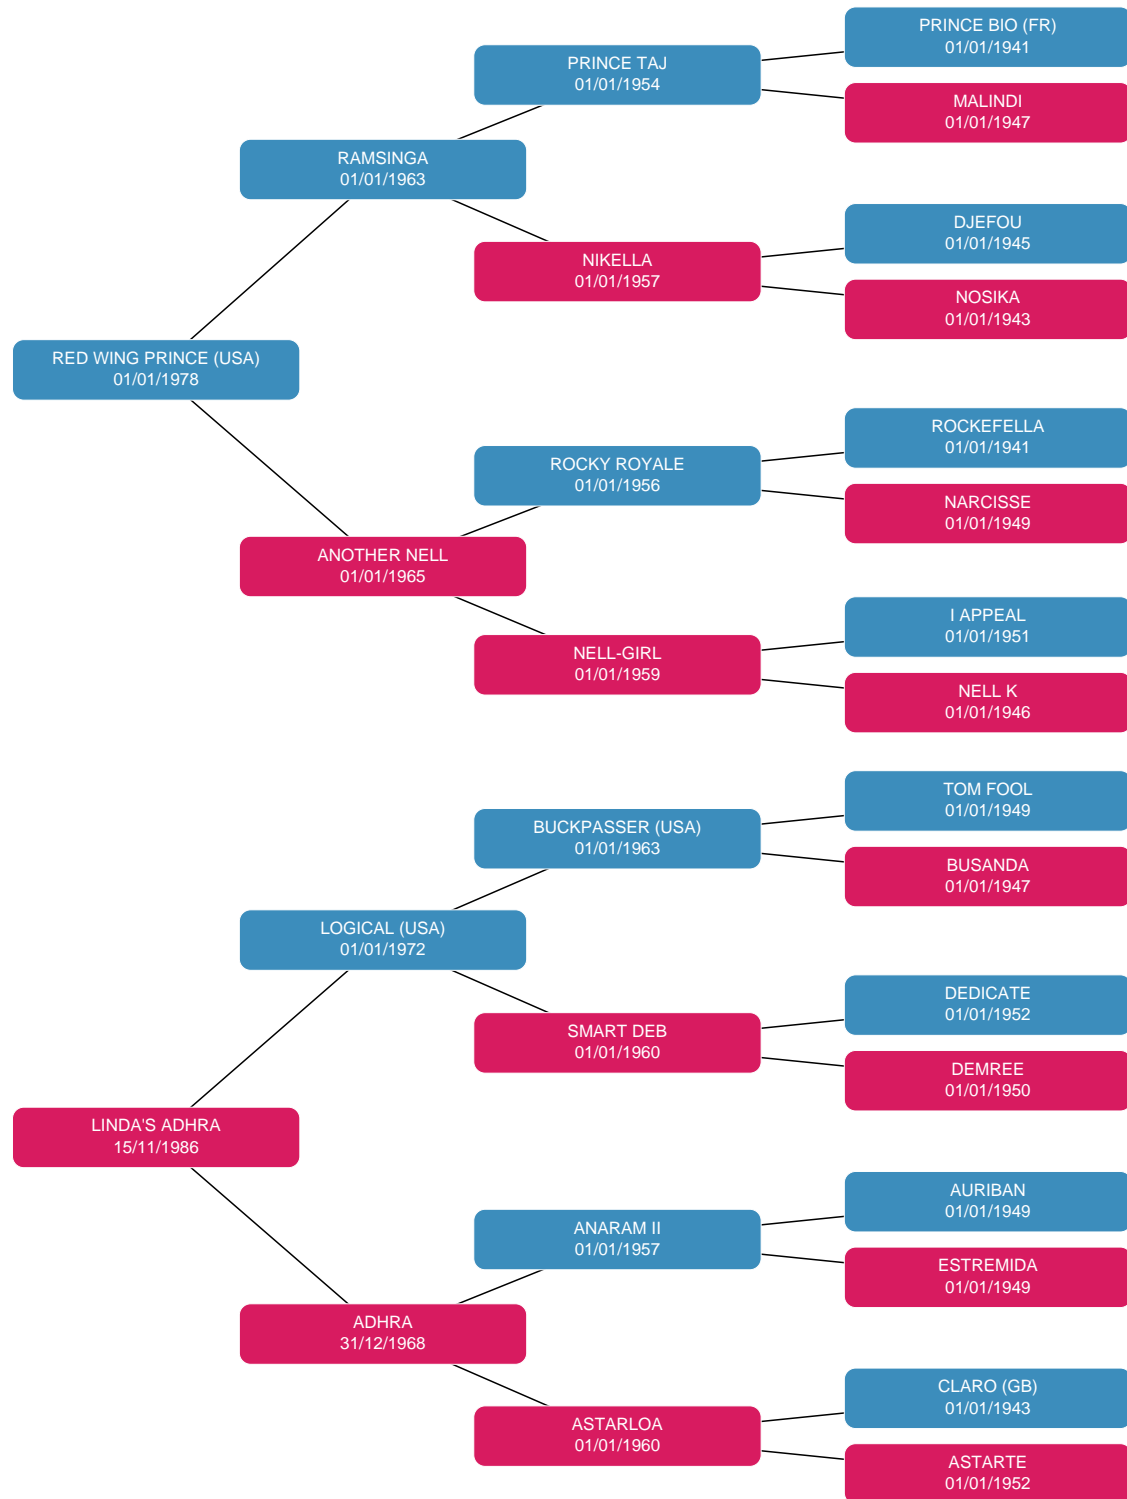 PRINCE BIO (FR)
01/01/1941
PRINCE TAJ
01/01/1954
MALINDI
01/01/1947
RAMSINGA
01/01/1963
DJEFOU
01/01/1945
NIKELLA
01/01/1957
NOSIKA
01/01/1943
RED WING PRINCE (USA)
01/01/1978
ROCKEFELLA
01/01/1941
ROCKY ROYALE
01/01/1956
NARCISSE
01/01/1949
ANOTHER NELL
01/01/1965
I APPEAL
01/01/1951
NELL-GIRL
01/01/1959
NELL K
01/01/1946
TOM FOOL
01/01/1949
BUCKPASSER (USA)
01/01/1963
BUSANDA
01/01/1947
LOGICAL (USA)
01/01/1972
DEDICATE
01/01/1952
SMART DEB
01/01/1960
DEMREE
01/01/1950
LINDA'S ADHRA
15/11/1986
AURIBAN
01/01/1949
ANARAM II
01/01/1957
ESTREMIDA
01/01/1949
ADHRA
31/12/1968
CLARO (GB)
01/01/1943
ASTARLOA
01/01/1960
ASTARTE
01/01/1952